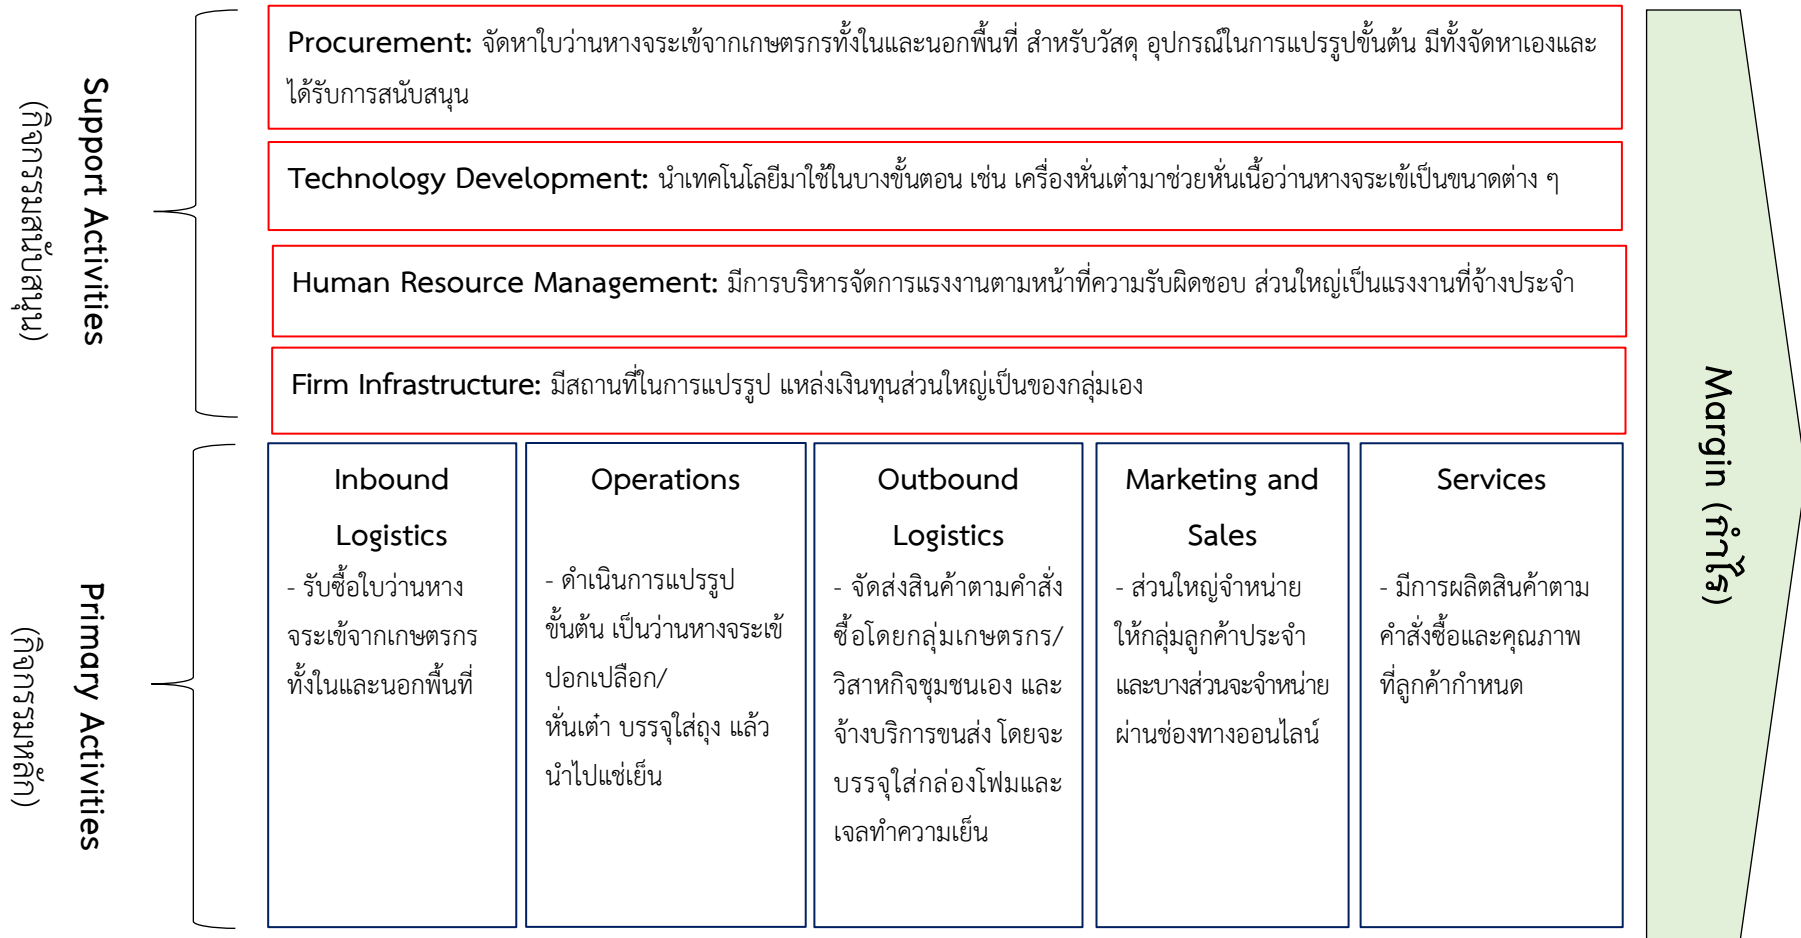 Support Activities
(กิจกรรมสนับสนุน)
Procurement: จัดหาใบว่านหางจระเข้จากเกษตรกรทั้งในและนอกพื้นที่ สำหรับวัสดุ อุปกรณ์ในการแปรรูปขั้นต้น มีทั้งจัดหาเองและ
ได้รับการสนับสนุน
Technology Development: นำเทคโนโลยีมาใช้ในบางขั้นตอน เช่น เครื่องหั่นเต๋ามาช่วยหั่นเนื้อว่านหางจระเข้เป็นขนาดต่าง ๆ
Human Resource Management: มีการบริหารจัดการแรงงานตามหน้าที่ความรับผิดชอบ ส่วนใหญ่เป็นแรงงานที่จ้างประจำ
Firm Infrastructure: มีสถานที่ในการแปรรูป แหล่งเงินทุนส่วนใหญ่เป็นของกลุ่มเอง
Primary Activities
(กิจกรรมหลัก)
Inbound
Logistics
- รับซื้อใบว่านหาง
จระเข้จากเกษตรกร
ทั้งในและนอกพื้นที่
Operations
- ดำเนินการแปรรูป
ขั้นต้น เป็นว่านหางจระเข้
ปอกเปลือก/
หั่นเต๋า บรรจุใส่ถุง แล้ว
นำไปแช่เย็น
Outbound
Logistics
- จัดส่งสินค้าตามคำสั่ง
ซื้อโดยกลุ่มเกษตรกร/
วิสาหกิจชุมชนเอง และ
จ้างบริการขนส่ง โดยจะ
บรรจุใส่กล่องโฟมและ
เจลทำความเย็น
Marketing and
Sales
- ส่วนใหญ่จำหน่าย
ให้กลุ่มลูกค้าประจำ
และบางส่วนจะจำหน่าย
ผ่านช่องทางออนไลน์
Services
- มีการผลิตสินค้าตาม
คำสั่งซื้อและคุณภาพ
ที่ลูกค้ากำหนด
Margin (กำไร)